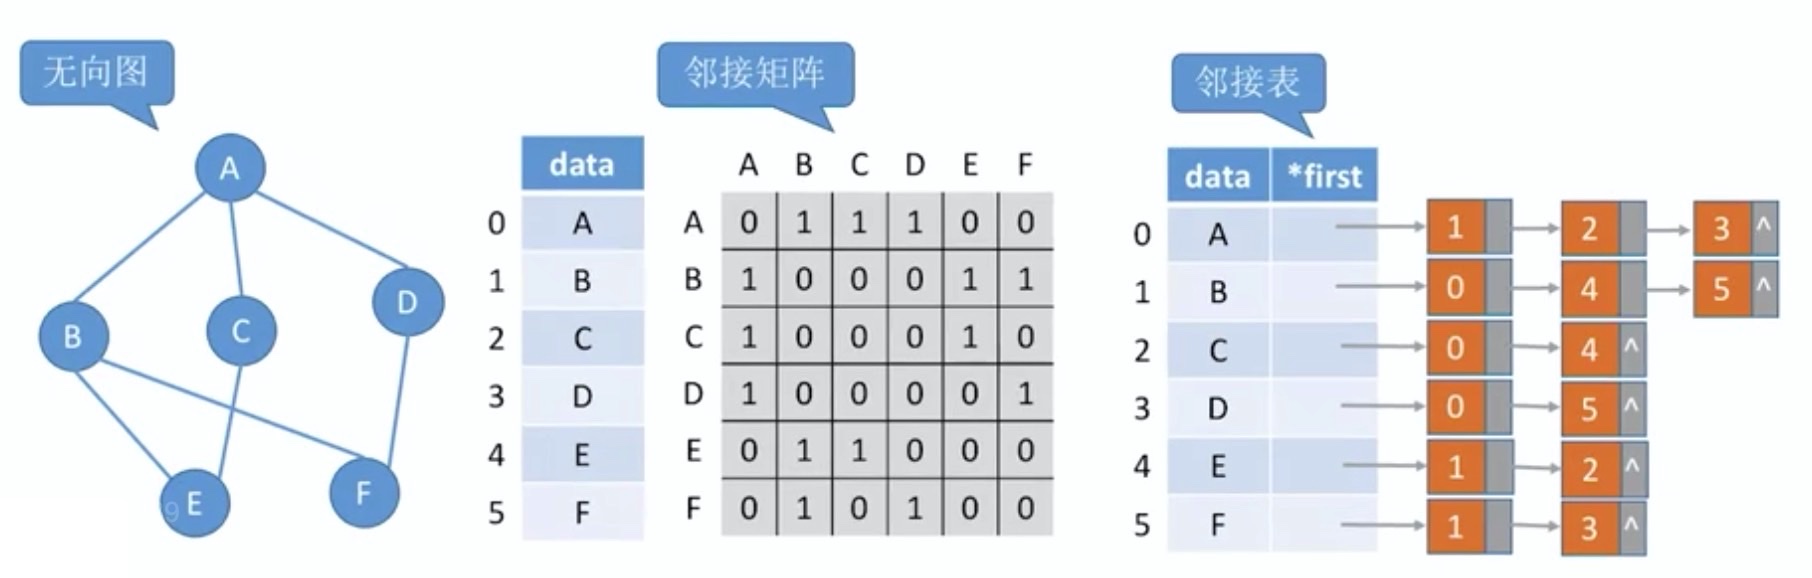 无向图
A
B
C
D
E
F
9
邻接矩阵
data
0 A
1 B
2 C
3 D
4 E
5 F
A B C D E F
A 0 1 1 1 0 0
B 1 0 0 0 1 1
C 1 0 0 0 1 0
D 1 0 0 0 0 1
E 0 1 1 0 0 0
F 0 1 0 1 0 0
邻接表
data *first
0 A 1 2 3 ^
1 B 0 4 5 ^
2 C 0 4 ^
3 D 0 5 ^
4 E 1 2 ^
5 F 1 3 ^